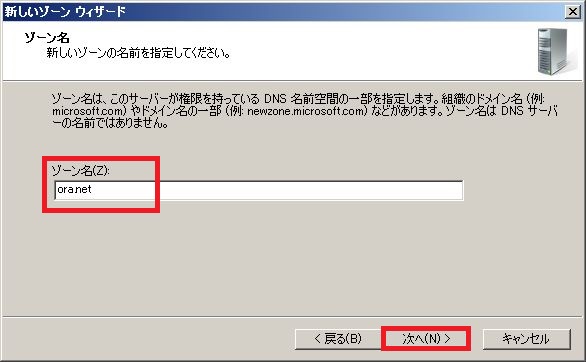 新しいゾーン ウィザード
ゾーン名
新しいゾーンの名前を指定してください。
ゾーン名は、このサーバーが権限を持っている DNS 名前空間の一部を指定します。組織のドメイン名 (例:
microsoft.com) やドメイン名の一部 (例: newzone.microsoft.com) などがあります。ゾーン名は DNS サーバ
ーの名前ではありません。
ゾーン名(Z):
ora.net
< 戻る(B)
次へ(N) >
キャンセル